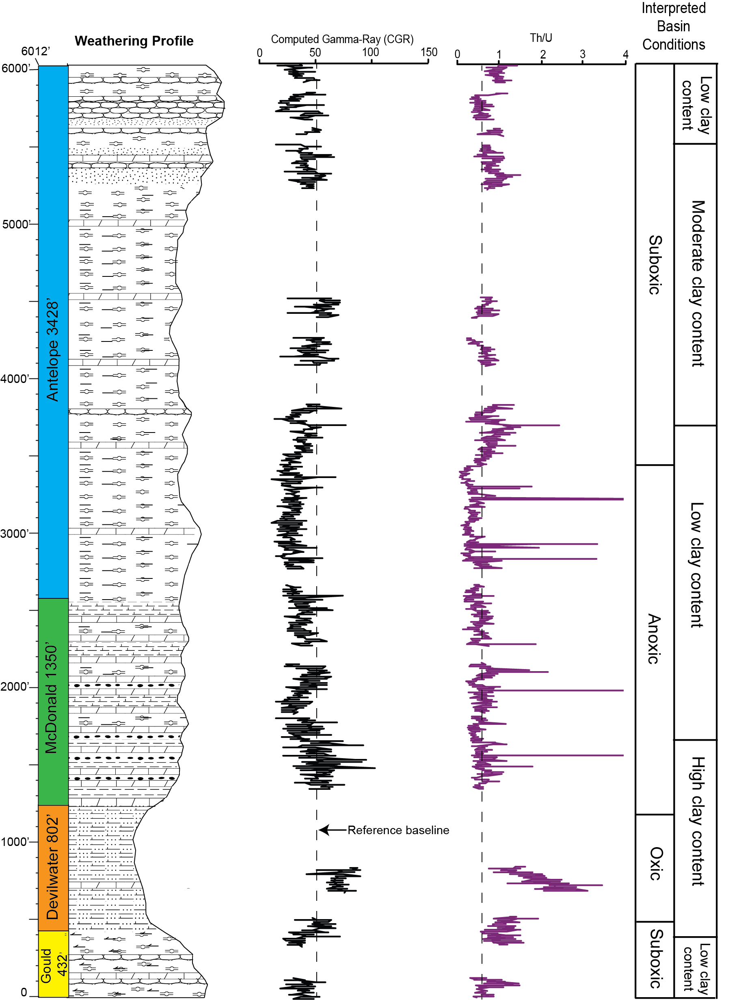 Interpreted
Basin
Conditions
Weathering Profile
Computed Gamma-Ray (CGR)
Th/U
6012’
0 50 100 150
0 1 2 3 4
6000’
5000’
4000’
3000’
2000’
1000’
0
Antelope 3428’
McDonald 1350’
Devilwater 802’
Gould
432’
Reference baseline
Suboxic
Anoxic
Oxic
Suboxic
Low clay
content
Moderate clay content
Low clay content
High clay content
Low clay
content